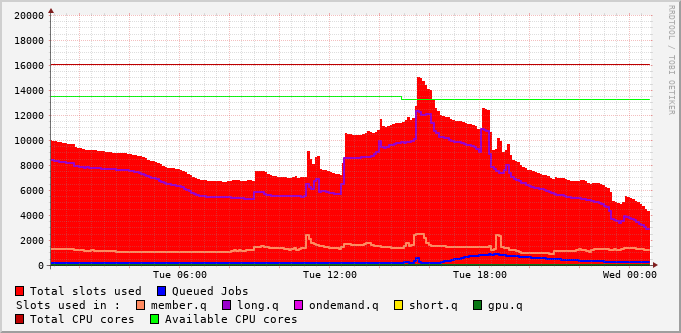 RRDTOOL / TOBI OETIKER
20000
18000
16000
14000
12000
10000
8000
6000
4000
2000
0
Tue 06:00 Tue 12:00 Tue 18:00 Wed 00:00
Total slots used Queued Jobs
Slots used in : member.q long.q ondemand.q short.q gpu.q
Total CPU cores Available CPU cores